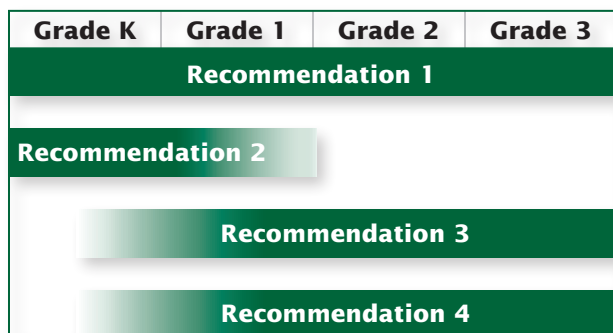 Grade K Grade 1 Grade 2 Grade 3
Recommendation 1
Recommendation 2
Recommendation 3
Recommendation 4